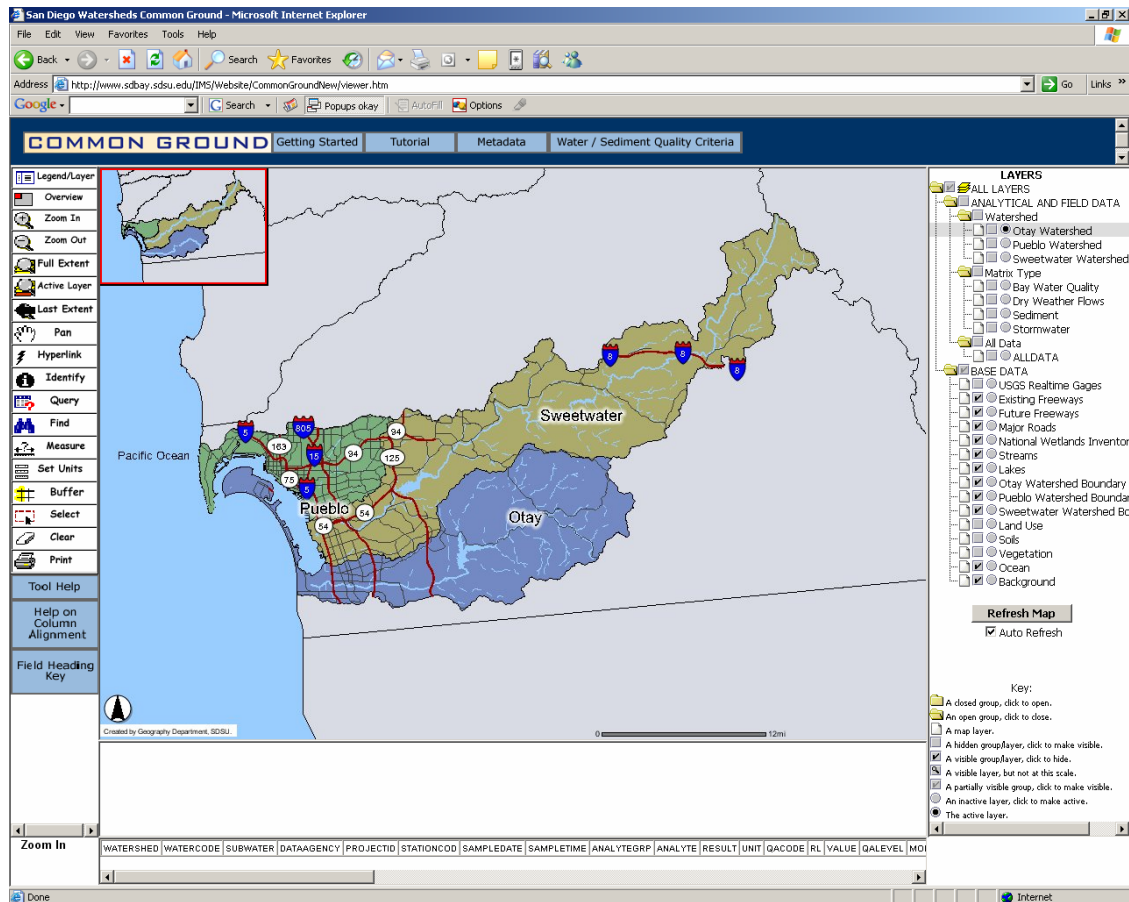 San Diego Watersheds Common Ground - Microsoft Internet Explorer
File Edit View Favorites Tools Help
Back Search Favorites
Address http://www.sdbay.sdsu.edu/IMS/Website/CommonGroundNew/viewer.htm Go Links »
Google Search Popups okay AutoFill Options
COMMON GROUND Getting Started Tutorial Metadata Water / Sediment Quality Criteria
Legend/Layer
Overview
Zoom In
Zoom Out
Full Extent
Active Layer
Last Extent
Pan
Hyperlink
Identify
Query
Find
Measure
Set Units
Buffer
Select
Clear
Print
Tool Help
Help on
Column
Alignment
Field Heading
Key
Zoom In
8
8
8
Sweetwater
5
805
94
163
15
94
125
Pacific Ocean
75
5
Pueblo
54
54
Otay
Created by Geography Department, SDSU.
0 12mi
LAYERS
ALL LAYERS
ANALYTICAL AND FIELD DATA
Watershed
Otay Watershed
Pueblo Watershed
Sweetwater Watershed
Matrix Type
Bay Water Quality
Dry Weather Flows
Sediment
Stormwater
All Data
ALLDATA
BASE DATA
USGS Realtime Gages
Existing Freeways
Future Freeways
Major Roads
National Wetlands Inventor
Streams
Lakes
Otay Watershed Boundary
Pueblo Watershed Boundar
Sweetwater Watershed Bo
Land Use
Soils
Vegetation
Ocean
Background
Refresh Map
Auto Refresh
Key:
A closed group, click to open.
An open group, click to close.
A map layer.
A hidden group/layer, click to make visible.
A visible group/layer, click to hide.
A visible layer, but not at this scale.
A partially visible group, click to make visible.
An inactive layer, click to make active.
The active layer.
WATERSHED WATERCODE SUBWATER DATAAGENCY PROJECTID STATIONCOD SAMPLEDATE SAMPLETIME ANALYTEGRP ANALYTE RESULT UNIT QACODE RL VALUE QALEVEL MO
Done Internet